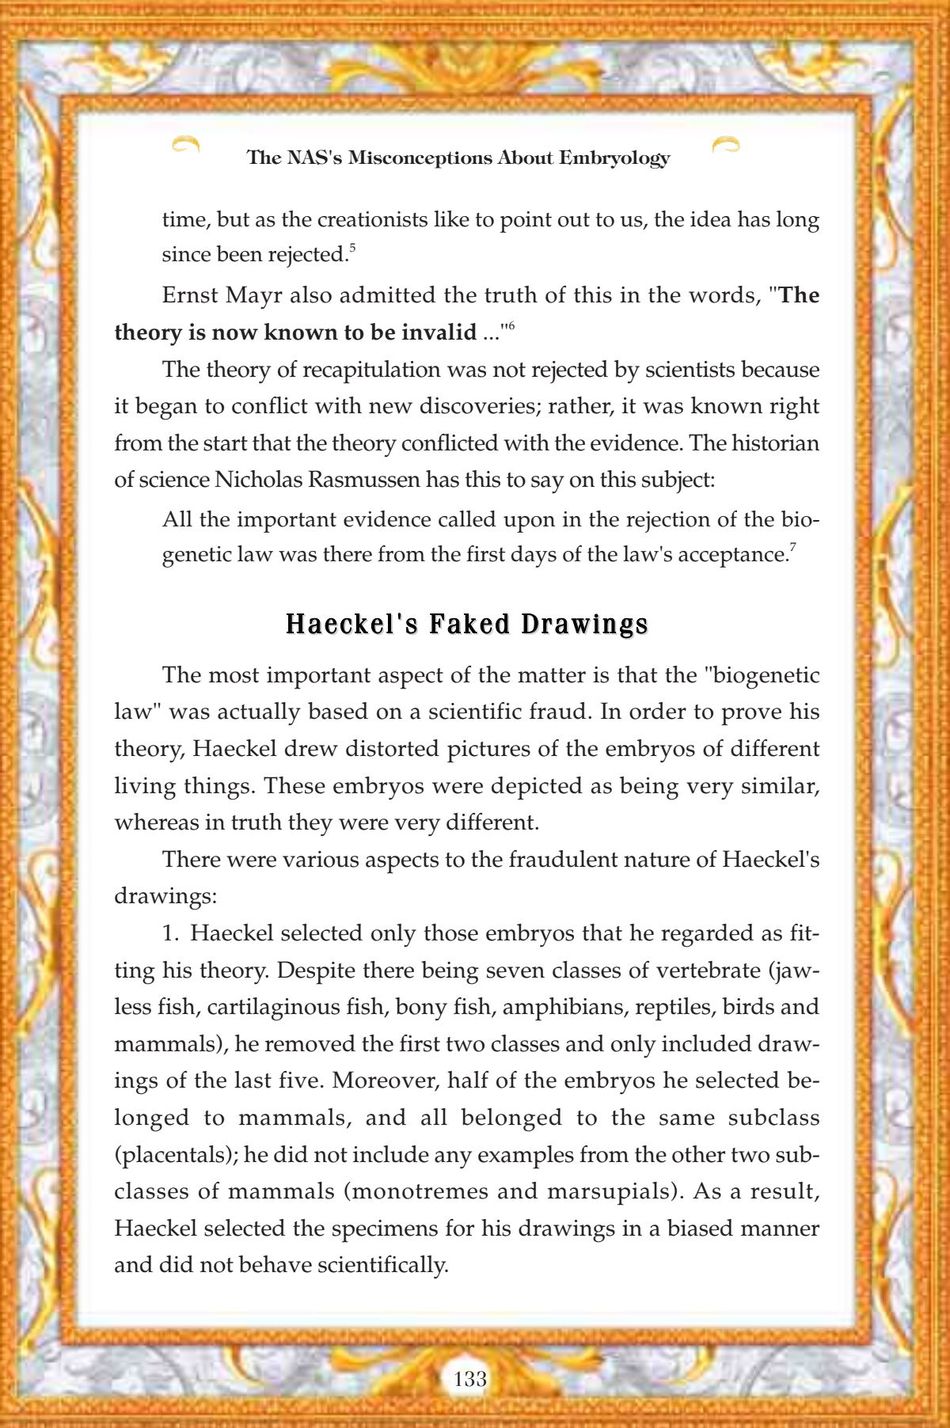 The NAS's Misconceptions About Embryology
time, but as the creationists like to point out to us, the idea has long
since been rejected.5
Ernst Mayr also admitted the truth of this in the words, "The
theory is now known to be invalid ..."6
The theory of recapitulation was not rejected by scientists because
it began to conflict with new discoveries; rather, it was known right
from the start that the theory conflicted with the evidence. The historian
of science Nicholas Rasmussen has this to say on this subject:
All the important evidence called upon in the rejection of the bio-
genetic law was there from the first days of the law's acceptance.7
Haeckel's Faked Drawings
The most important aspect of the matter is that the "biogenetic
law" was actually based on a scientific fraud. In order to prove his
theory, Haeckel drew distorted pictures of the embryos of different
living things. These embryos were depicted as being very similar,
whereas in truth they were very different.
There were various aspects to the fraudulent nature of Haeckel's
drawings:
1. Haeckel selected only those embryos that he regarded as fit-
ting his theory. Despite there being seven classes of vertebrate (jaw-
less fish, cartilaginous fish, bony fish, amphibians, reptiles, birds and
mammals), he removed the first two classes and only included draw-
ings of the last five. Moreover, half of the embryos he selected be-
longed to mammals, and all belonged to the same subclass
(placentals); he did not include any examples from the other two sub-
classes of mammals (monotremes and marsupials). As a result,
Haeckel selected the specimens for his drawings in a biased manner
and did not behave scientifically.
133